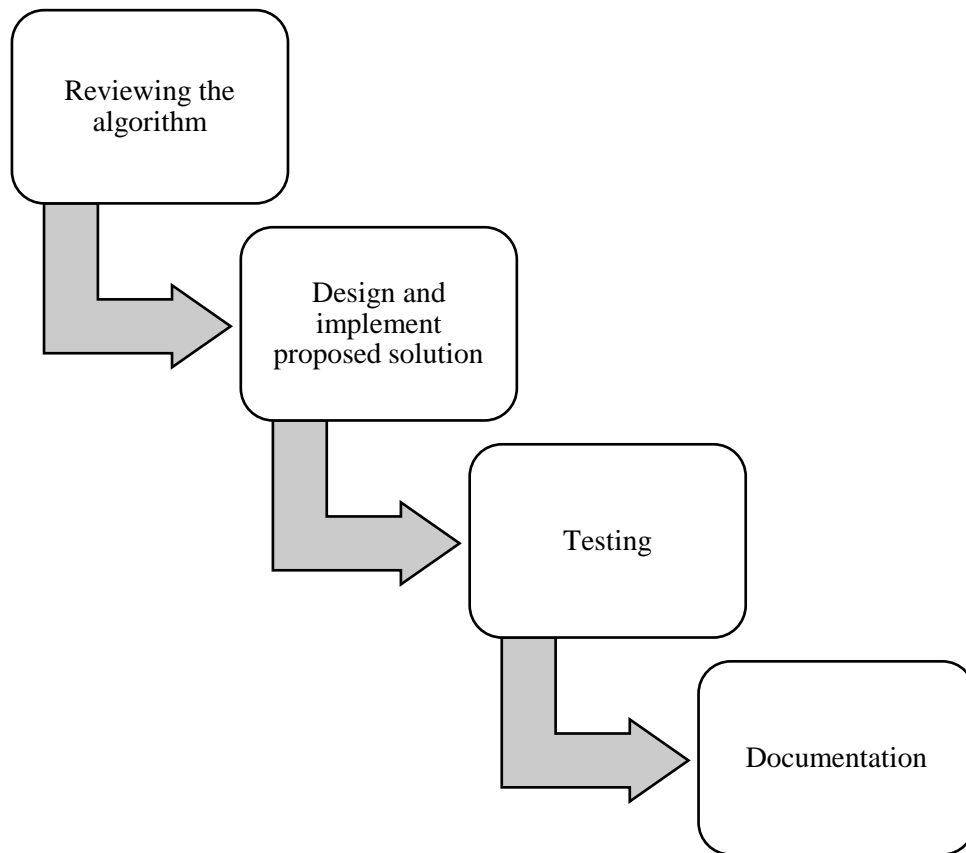 Reviewing the
algorithm
Design and
implement
proposed solution
Testing
Documentation